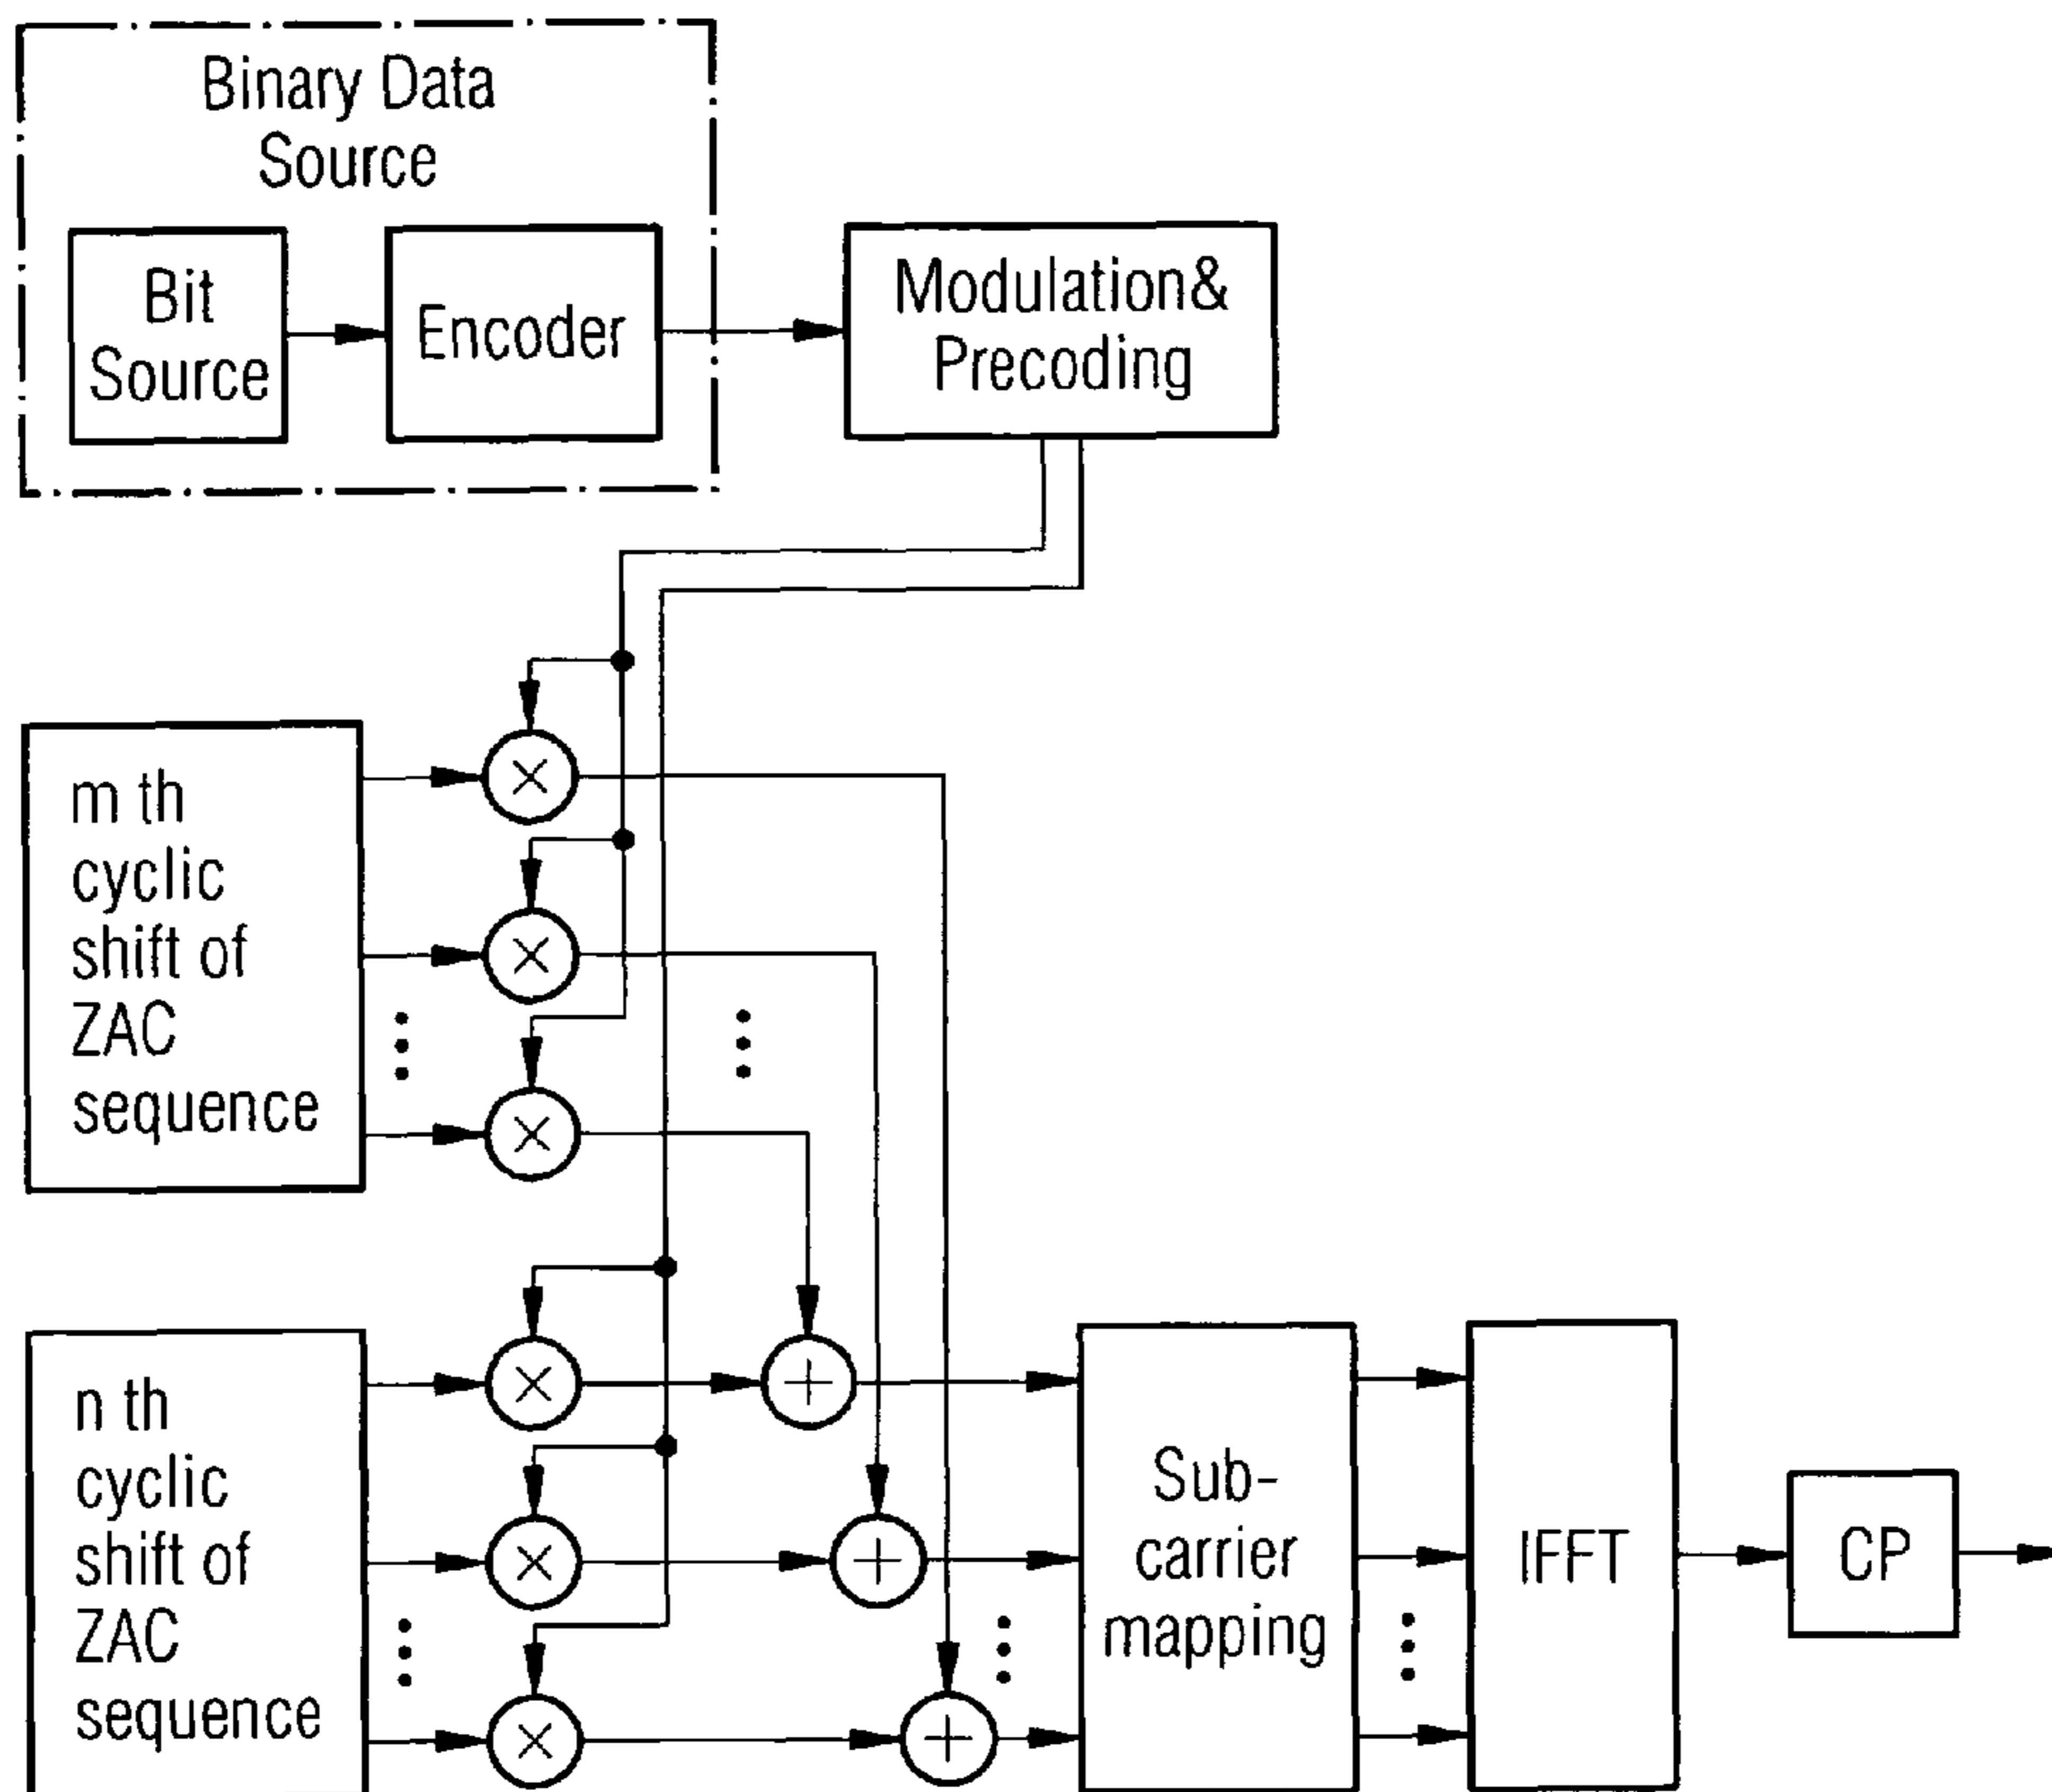 Binary Data
Source
Bit
Source
Encoder
Modulation&
Precoding
m th
cyclic
shift of
ZAC
sequence
n th
cyclic
shift of
ZAC
sequence
Sub-
carrier
mapping
IFFT
CP